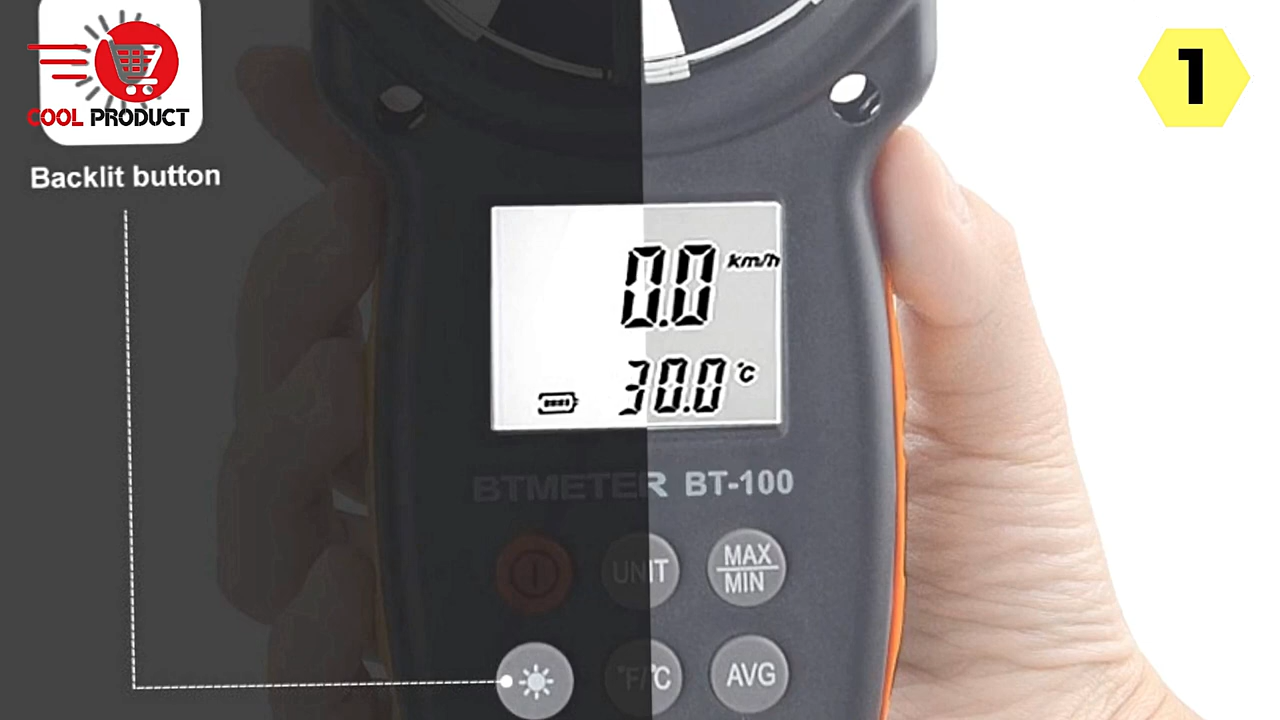 COOL PRODUCT
1
Backlit button
0.0 km/h
30.0 °C
BTMETER BT-100
UNIT
MAX
MIN
°F/°C
AVG